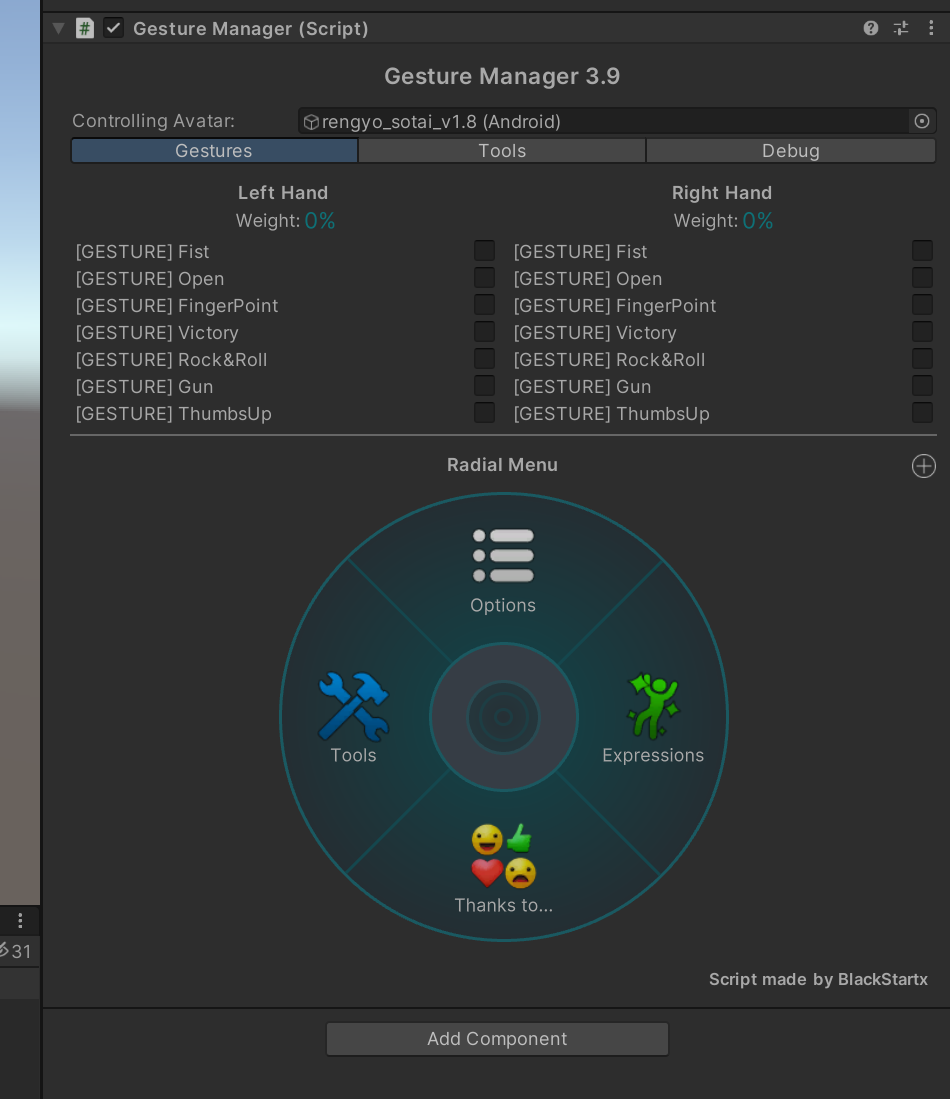 Gesture Manager (Script)
Gesture Manager 3.9
Controlling Avatar: rengyo_sotai_v1.8 (Android)
Gestures Tools Debug
Left Hand Right Hand
Weight: 0% Weight: 0%
[GESTURE] Fist [GESTURE] Fist
[GESTURE] Open [GESTURE] Open
[GESTURE] FingerPoint [GESTURE] FingerPoint
[GESTURE] Victory [GESTURE] Victory
[GESTURE] Rock&Roll [GESTURE] Rock&Roll
[GESTURE] Gun [GESTURE] Gun
[GESTURE] ThumbsUp [GESTURE] ThumbsUp
Radial Menu
Options
Tools Expressions
Thanks to...
31
Script made by BlackStartx
Add Component